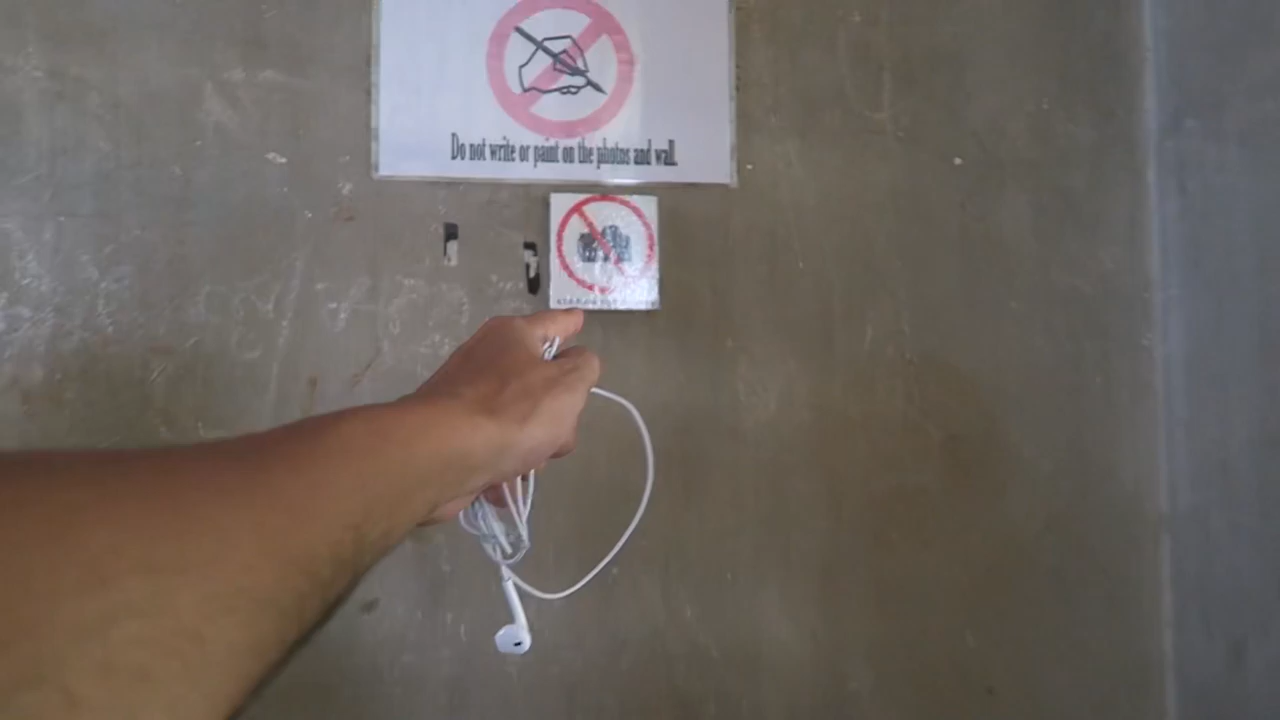 Do not write or paint on the photos and wall.